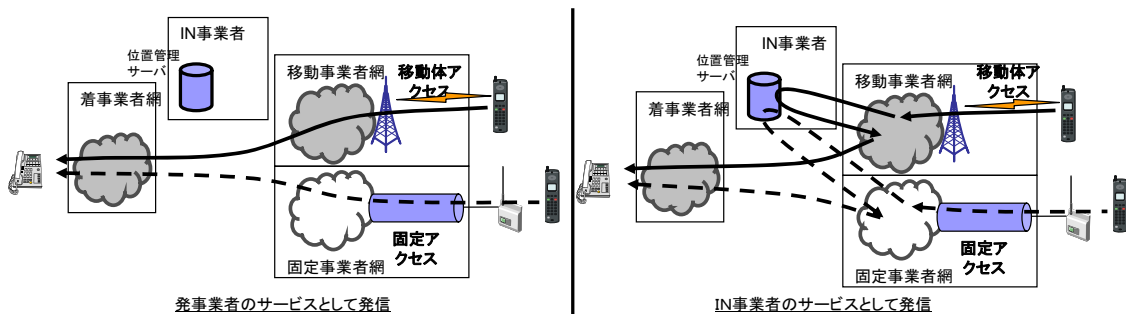 IN事業者
位置管理
サーバ
移動事業者網
移動体ア
クセス
着事業者網
固定ア
クセス
固定事業者網
発事業者のサービスとして発信
IN事業者
位置管理
サーバ
移動事業者網
移動体ア
クセス
着事業者網
固定ア
クセス
固定事業者網
IN事業者のサービスとして発信